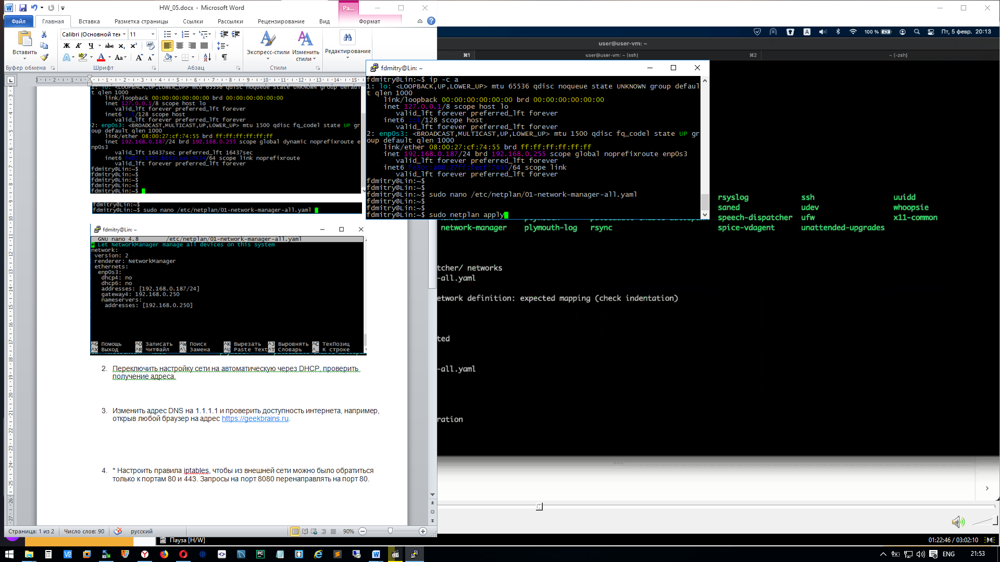 HW_05.docx - Microsoft Word
Ра...
Файл
Главная
Вставка
Разметка страницы
Ссылки
Рассылки
Рецензирование
Вид
Формат
Вставить
Calibri (Основной тек
11
Экспресс-стили
Изменить стили
Редактирование
Буфер обмена
Шрифт
Абзац
Стили
1: lo: <LOOPBACK,UP,LOWER_UP> mtu 65536 qdisc noqueue state UNKNOWN group defaul
t qlen 1000
link/loopback 00:00:00:00:00:00 brd 00:00:00:00:00:00
inet 127.0.0.1/8 scope host lo
valid_lft forever preferred_lft forever
inet6 ::1/128 scope host
valid_lft forever preferred_lft forever
2: enp0s3: <BROADCAST,MULTICAST,UP,LOWER_UP> mtu 1500 qdisc fq_codel state UP gr
oup default qlen 1000
link/ether 08:00:27:cf:74:55 brd ff:ff:ff:ff:ff:ff
inet 192.168.0.187/24 brd 192.168.0.255 scope global dynamic noprefixroute e
np0s3
valid_lft 16437sec preferred_lft 16437sec
/64 scope link noprefixroute
valid_lft forever preferred_lft forever
fdmitry@Lin:~$
fdmitry@Lin:~$
fdmitry@Lin:~$
fdmitry@Lin:~$
fdmitry@Lin:~$
fdmitry@Lin:~$
fdmitry@Lin:~$ sudo nano /etc/netplan/01-network-manager-all.yaml
fdmitry@Lin: ~
GNU nano 4.8 /etc/netplan/01-network-manager-all.yaml
# Let NetworkManager manage all devices on this system
network:
version: 2
renderer: NetworkManager
ethernets:
enp0s3:
dhcp4: no
dhcp6: no
addresses: [192.168.0.187/24]
gateway4: 192.168.0.250
nameservers:
addresses: [192.168.0.250]
^G Помощь ^O Записать ^W Поиск ^K Вырезать ^J Выровнять ^C ТекПозиц
^X Выход ^R ЧитФайл ^\ Замена ^U Paste Text ^T Словарь ^_ К строке
2. Переключить настройку сети на автоматическую через DHCP, проверить
получение адреса.
3. Изменить адрес DNS на 1.1.1.1 и проверить доступность интернета, например,
открыв любой браузер на адрес https://geekbrains.ru.
4. * Настроить правила iptables, чтобы из внешней сети можно было обратиться
только к портам 80 и 443. Запросы на порт 8080 перенаправлять на порт 80.
Страница: 1 из 2
Число слов: 90
русский
90%
100 %
Пт, 5 февр. 20:13
user@user-vm: ~
⌘1
user@user-vm: ~ (ssh)
⌘2
~ (-zsh)
fdmitry@Lin: ~
fdmitry@Lin:~$ ip -c a
1: lo: <LOOPBACK,UP,LOWER_UP> mtu 65536 qdisc noqueue state UNKNOWN group defaul
t qlen 1000
link/loopback 00:00:00:00:00:00 brd 00:00:00:00:00:00
inet 127.0.0.1/8 scope host lo
valid_lft forever preferred_lft forever
inet6 ::1/128 scope host
valid_lft forever preferred_lft forever
2: enp0s3: <BROADCAST,MULTICAST,UP,LOWER_UP> mtu 1500 qdisc fq_codel state UP gr
oup default qlen 1000
link/ether 08:00:27:cf:74:55 brd ff:ff:ff:ff:ff:ff
inet 192.168.0.187/24 brd 192.168.0.255 scope global noprefixroute enp0s3
valid_lft forever preferred_lft forever
inet6 fe80::a00:27ff:fecf:7455/64 scope link
valid_lft forever preferred_lft forever
fdmitry@Lin:~$
fdmitry@Lin:~$
fdmitry@Lin:~$ sudo nano /etc/netplan/01-network-manager-all.yaml
fdmitry@Lin:~$
fdmitry@Lin:~$
fdmitry@Lin:~$ sudo netplan apply
rsyslog ssh uuidd
saned udev whoopsie
speech-dispatcher ufw x11-common
network-manager plymouth-log rsync spice-vdagent unattended-upgrades
tcher/ networks
-all.yaml
etwork definition: expected mapping (check indentation)
ted
-all.yaml
ration
Пауза [H/W]
01:22:46 / 03:02:10
ENG
21:53